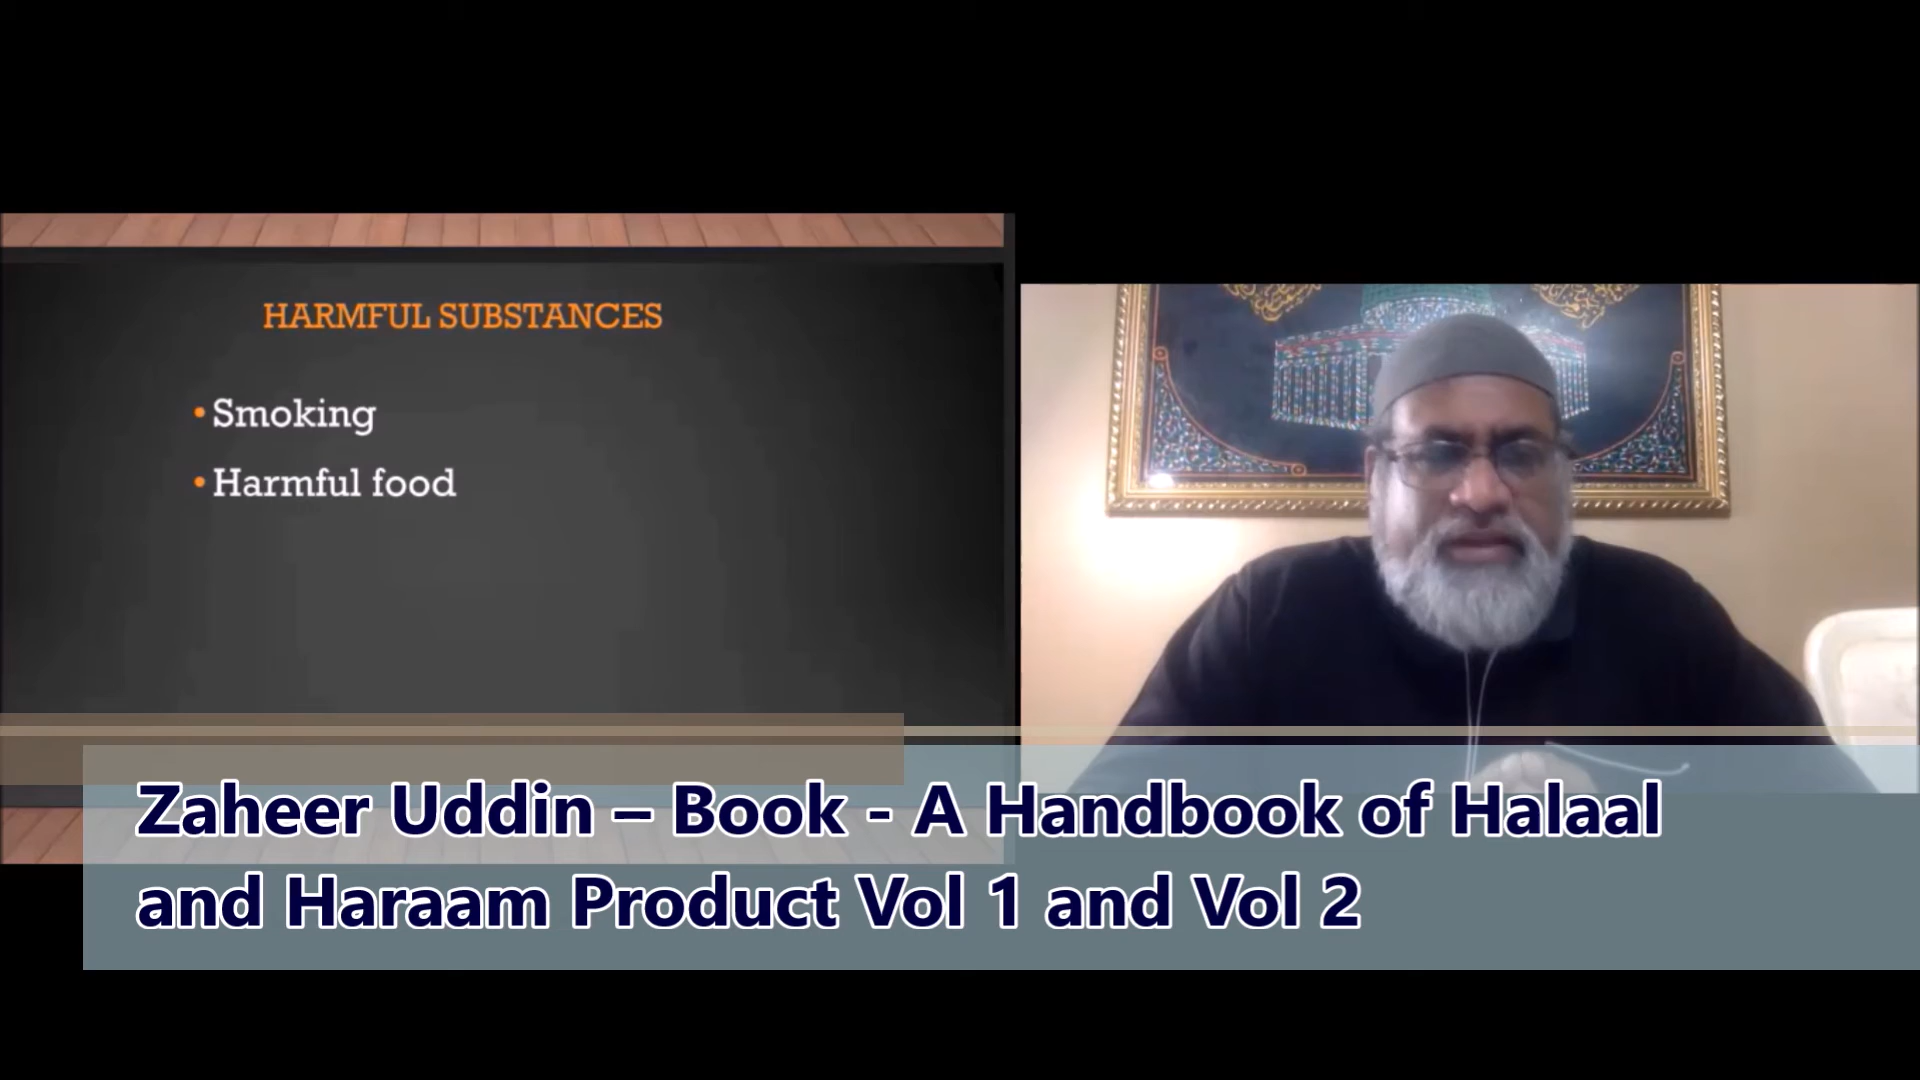 HARMFUL SUBSTANCES
• Smoking
• Harmful food
Zaheer Uddin – Book - A Handbook of Halaal
and Haraam Product Vol 1 and Vol 2